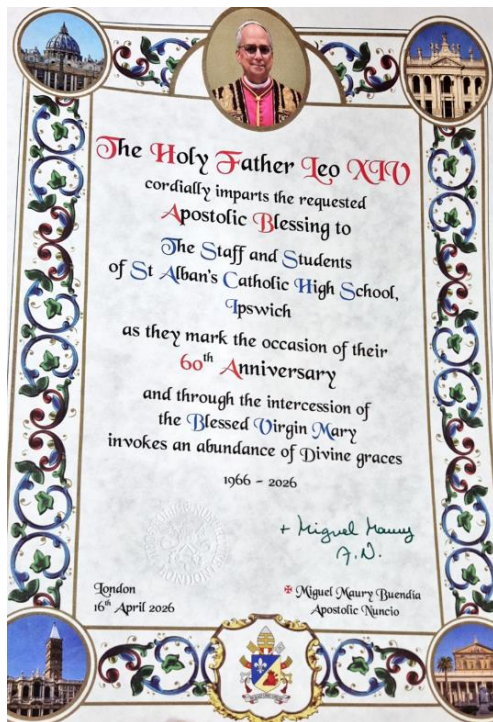 The Holy Father Leo XIV
cordially imparts the requested
Apostolic Blessing to
The Staff and Students
of St Alban's Catholic High School,
Ipswich
as they mark the occasion of their
60th Anniversary
and through the intercession of
the Blessed Virgin Mary
invokes an abundance of Divine graces
1966 - 2026
+ Miguel Maury
A.N.
London
16th April 2026
✠ Miguel Maury Buendia
Apostolic Nuncio